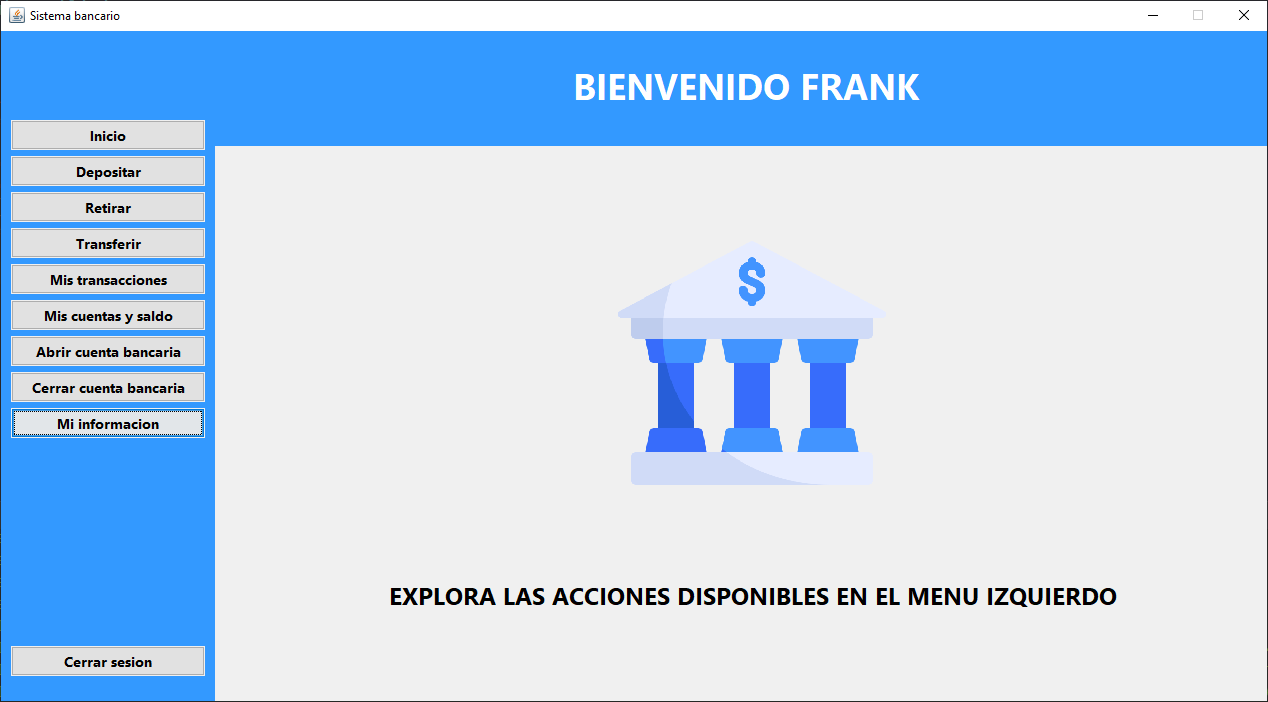 Sistema bancario
BIENVENIDO FRANK
Inicio
Depositar
Retirar
Transferir
Mis transacciones
Mis cuentas y saldo
Abrir cuenta bancaria
Cerrar cuenta bancaria
Mi informacion
$
EXPLORA LAS ACCIONES DISPONIBLES EN EL MENU IZQUIERDO
Cerrar sesion